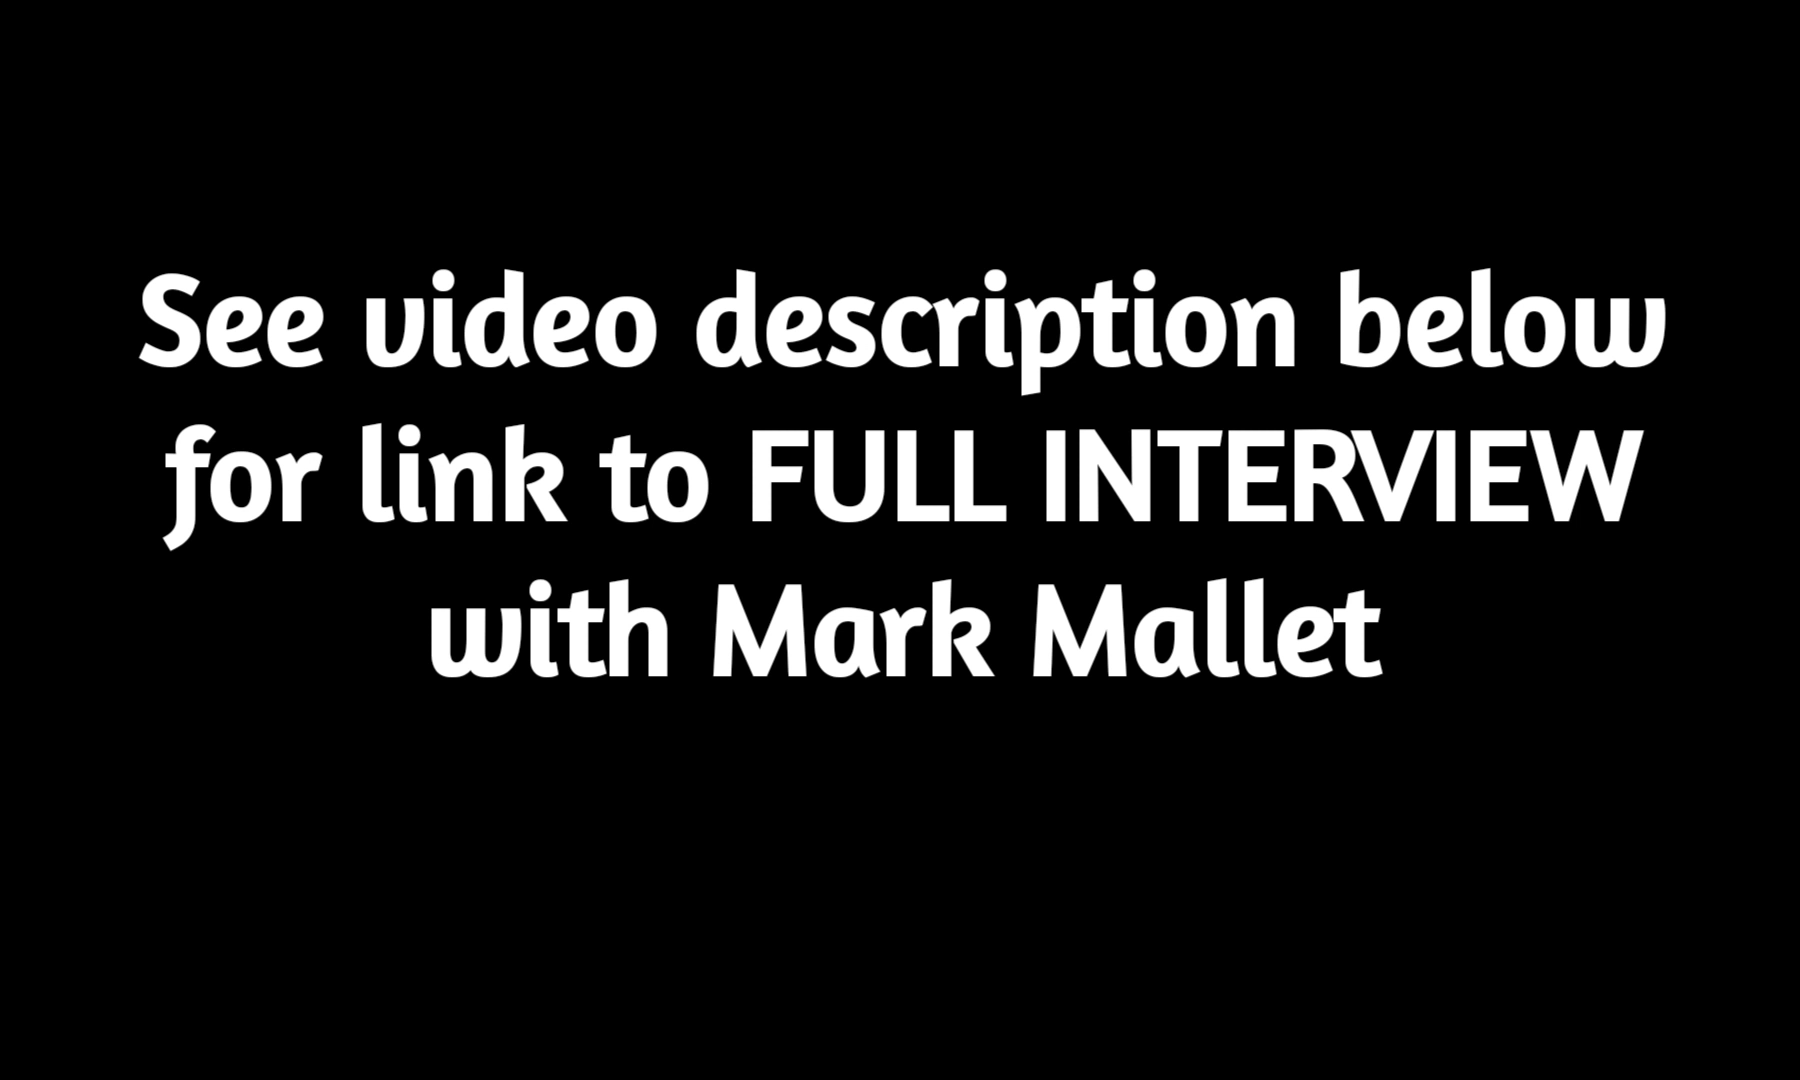 See video description below
for link to FULL INTERVIEW
with Mark Mallet